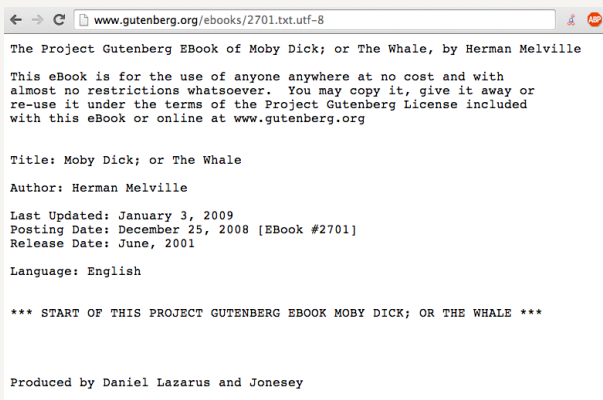 www.gutenberg.org/ebooks/2701.txt.utf-8
ABP
The Project Gutenberg EBook of Moby Dick; or The Whale, by Herman Melville
This eBook is for the use of anyone anywhere at no cost and with
almost no restrictions whatsoever.  You may copy it, give it away or
re-use it under the terms of the Project Gutenberg License included
with this eBook or online at www.gutenberg.org
Title: Moby Dick; or The Whale
Author: Herman Melville
Last Updated: January 3, 2009
Posting Date: December 25, 2008 [EBook #2701]
Release Date: June, 2001
Language: English
*** START OF THIS PROJECT GUTENBERG EBOOK MOBY DICK; OR THE WHALE ***
Produced by Daniel Lazarus and Jonesey